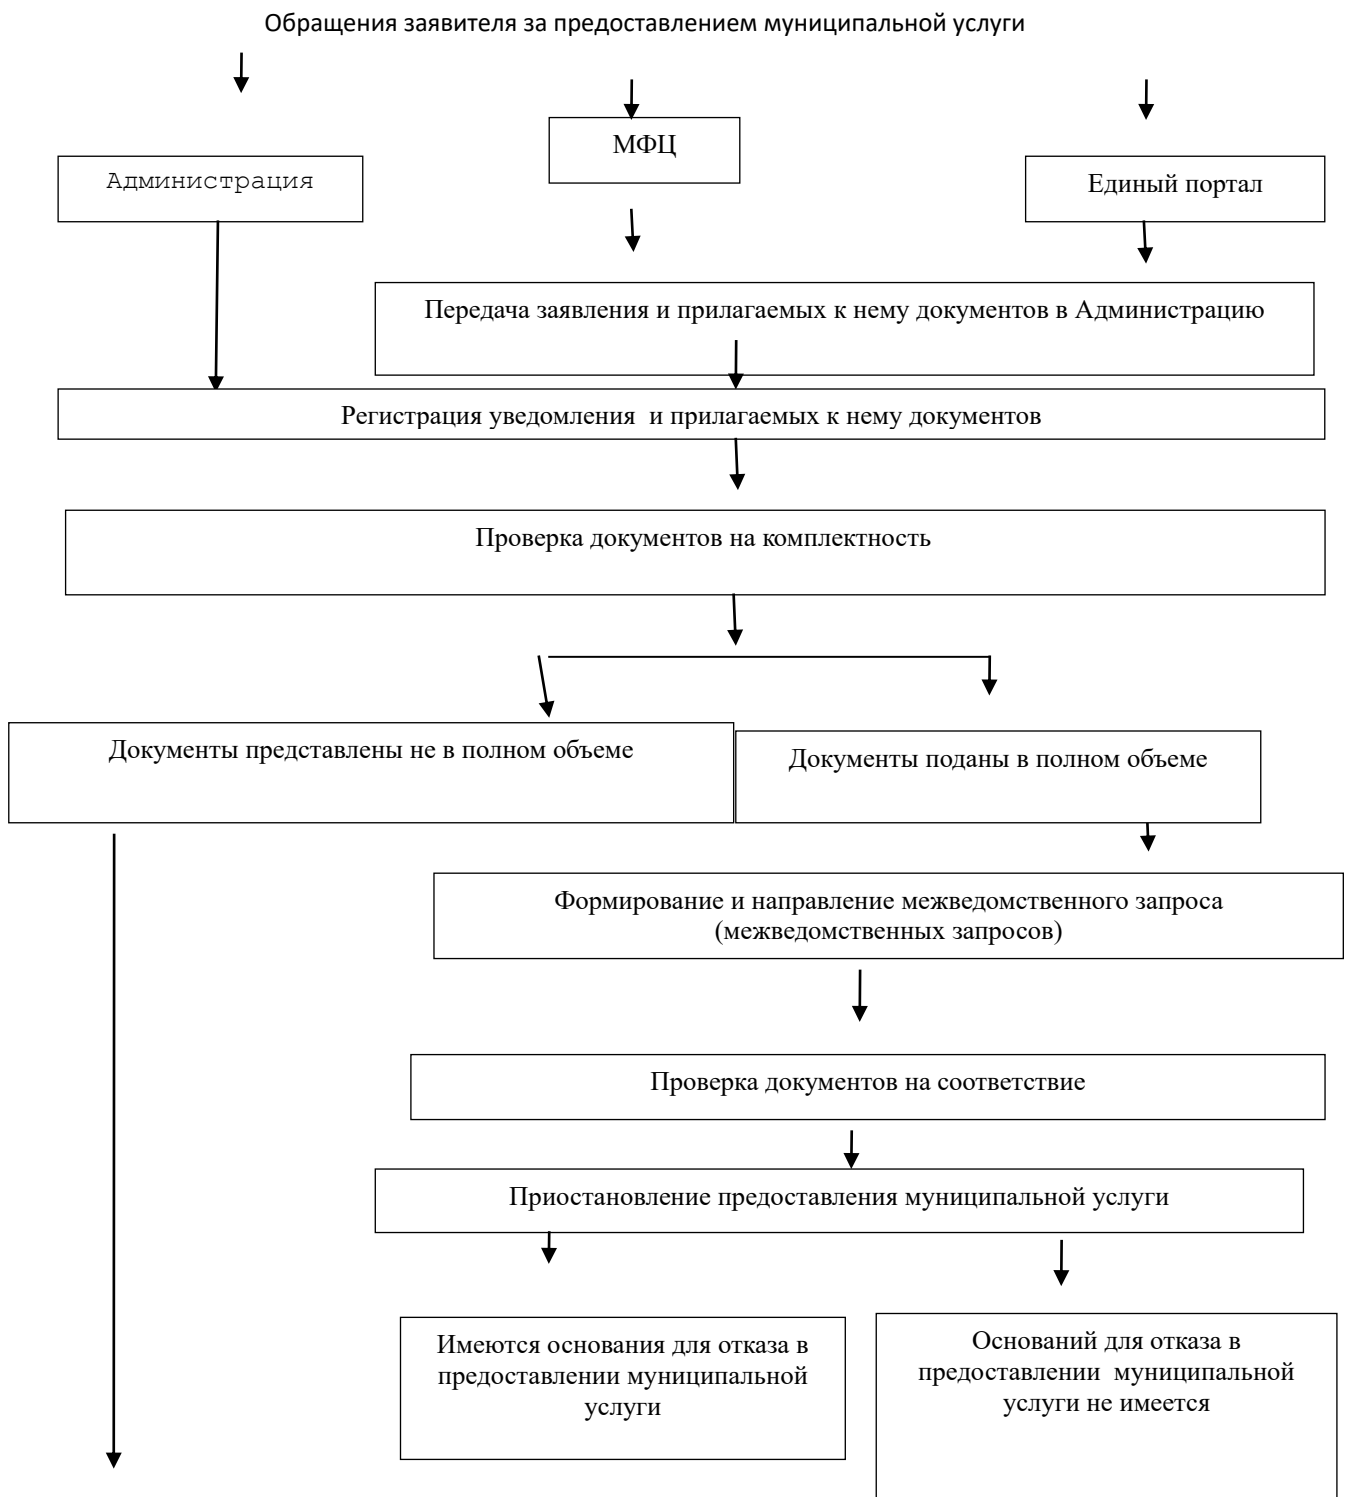 Обращения заявителя за предоставлением муниципальной услуги
МФЦ
Администрация
Единый портал
Передача заявления и прилагаемых к нему документов в Администрацию
Регистрация уведомления  и прилагаемых к нему документов
Проверка документов на комплектность
Документы представлены не в полном объеме
Документы поданы в полном объеме
Формирование и направление межведомственного запроса
(межведомственных запросов)
Проверка документов на соответствие
Приостановление предоставления муниципальной услуги
Имеются основания для отказа в
предоставлении муниципальной
услуги
Оснований для отказа в
предоставлении  муниципальной
услуги не имеется